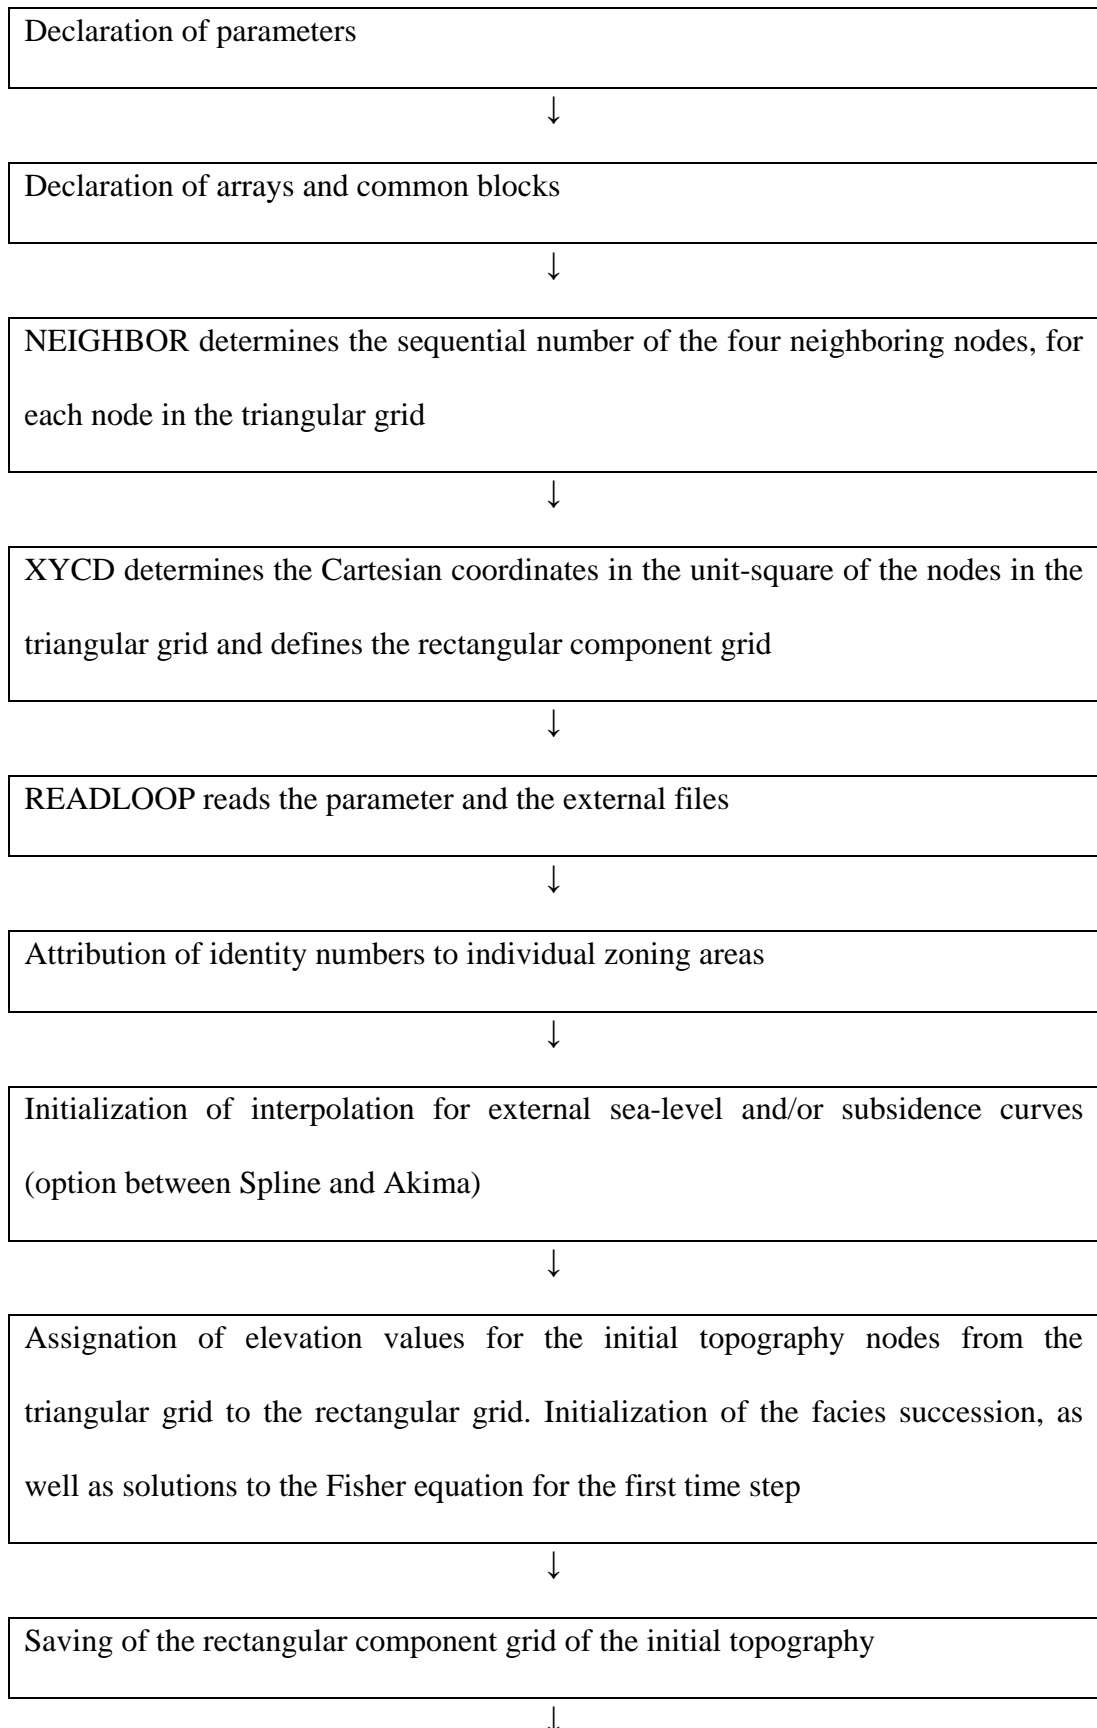 Declaration of parameters
↓
Declaration of arrays and common blocks
↓
NEIGHBOR determines the sequential number of the four neighboring nodes, for
each node in the triangular grid
↓
XYCD determines the Cartesian coordinates in the unit-square of the nodes in the
triangular grid and defines the rectangular component grid
↓
READLOOP reads the parameter and the external files
↓
Attribution of identity numbers to individual zoning areas
↓
Initialization of interpolation for external sea-level and/or subsidence curves
(option between Spline and Akima)
↓
Assignation of elevation values for the initial topography nodes from the
triangular grid to the rectangular grid. Initialization of the facies succession, as
well as solutions to the Fisher equation for the first time step
↓
Saving of the rectangular component grid of the initial topography
↓